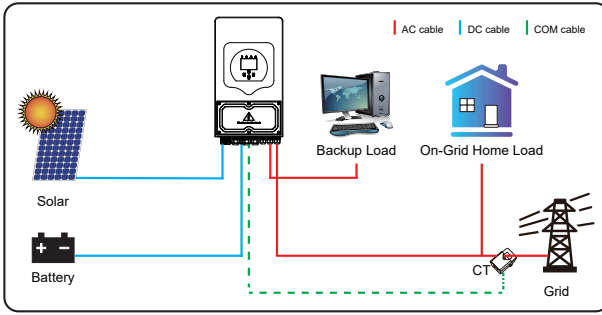 AC cable DC cable COM cable
Backup Load On-Grid Home Load
Solar
Battery
CT
Grid